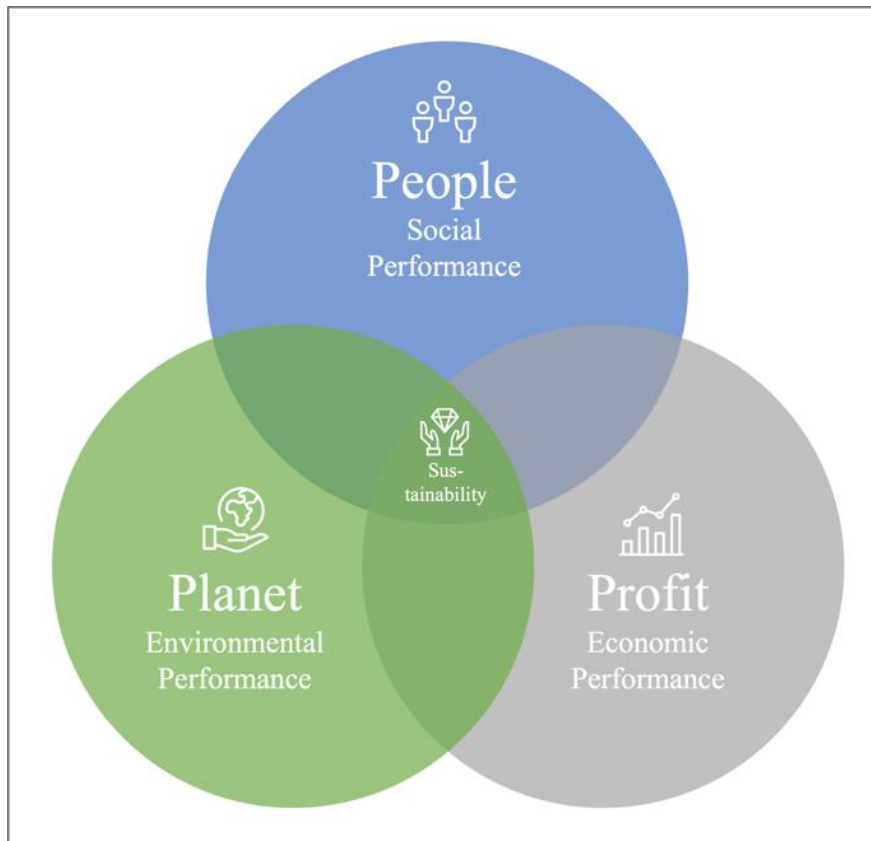 People
Social
Performance
Sus-
tainability
Planet
Environmental
Performance
Profit
Economic
Performance